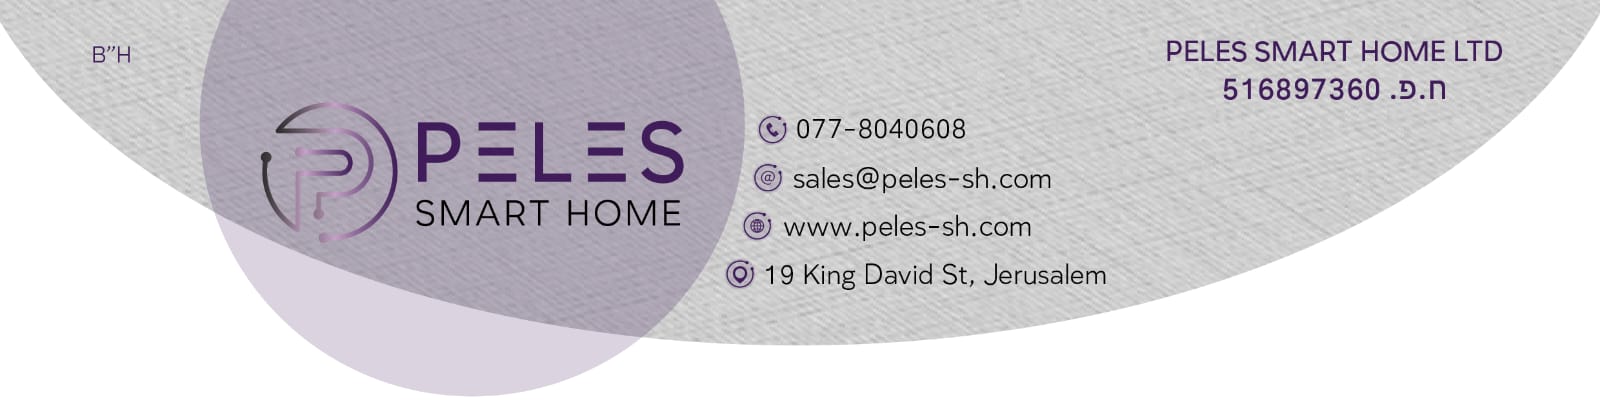 B”H
PELES SMART HOME LTD
ח.פ. 516897360
PELES
SMART HOME
077-8040608
sales@peles-sh.com
www.peles-sh.com
19 King David St, Jerusalem